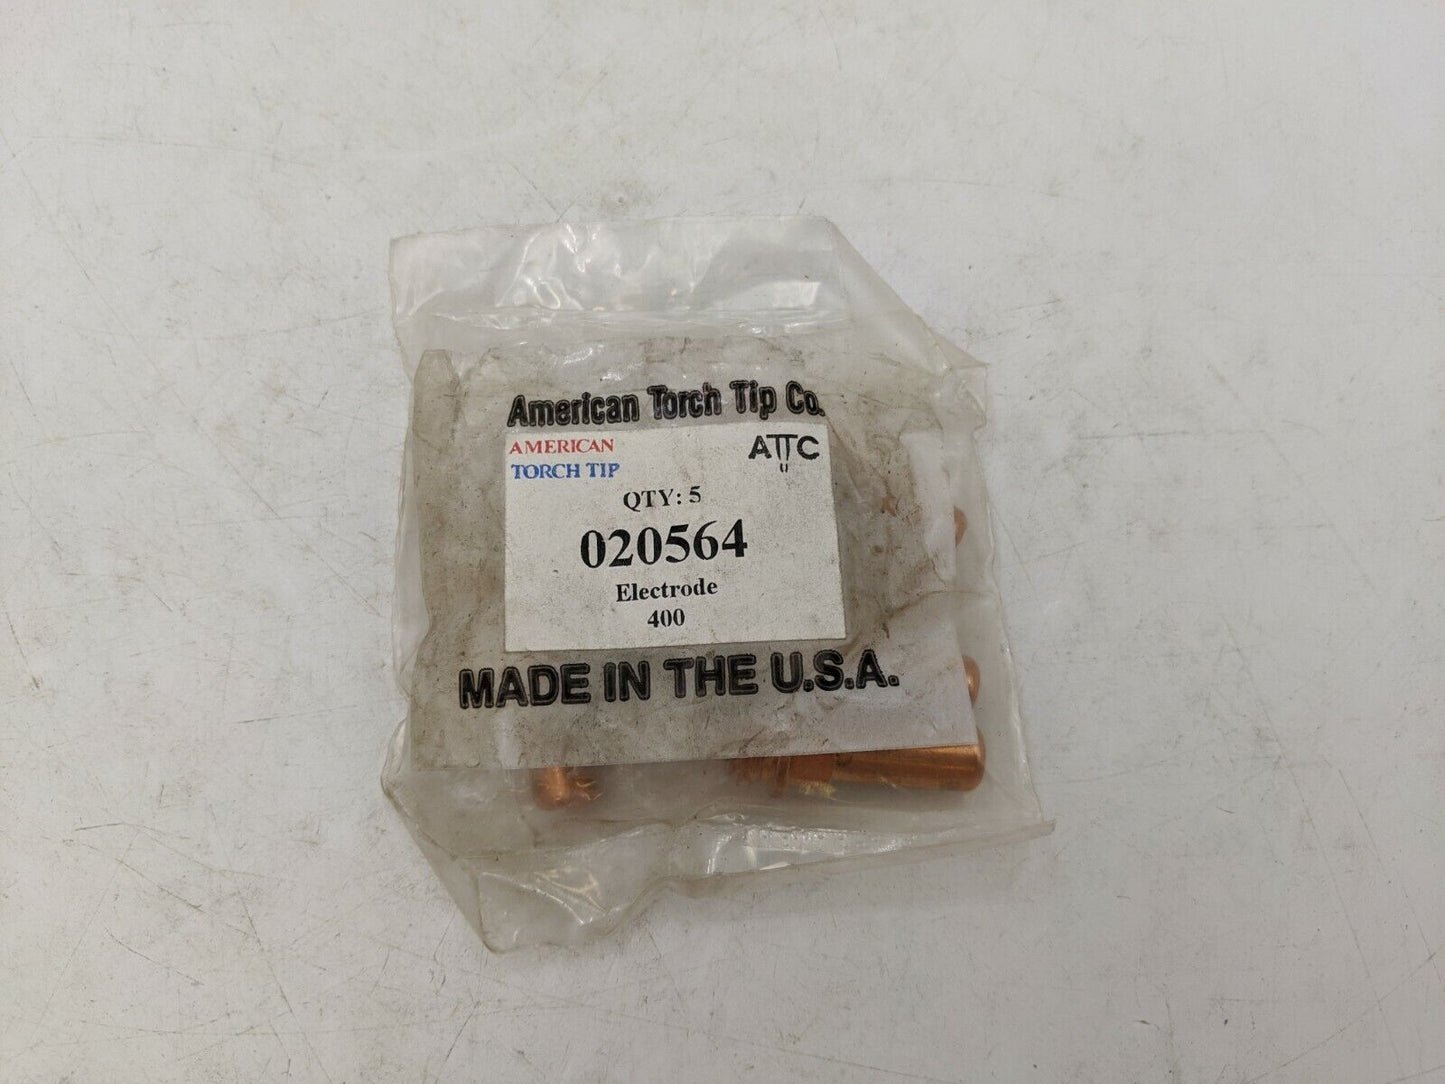 American Torch Tip Co.
AMERICAN
TORCH TIP
ATTC
QTY: 5
020564
Electrode
400
MADE IN THE U.S.A.